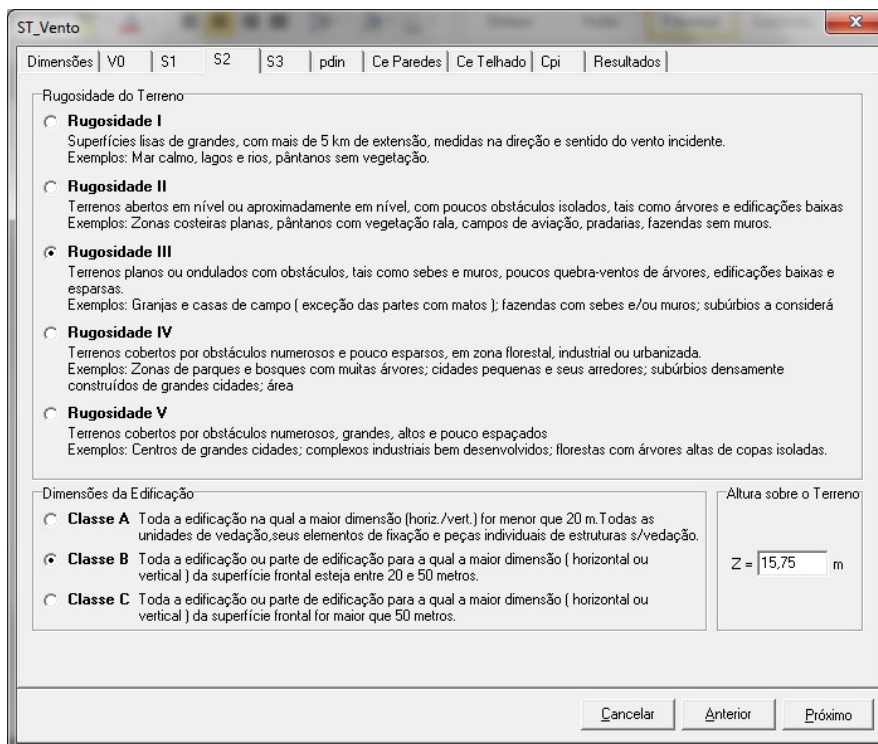 ST_Vento
Dimensões V0 S1 S2 S3 pdin Ce Paredes Ce Telhado Cpi Resultados
Rugosidade do Terreno
Rugosidade I
Superfícies lisas de grandes, com mais de 5 km de extensão, medidas na direção e sentido do vento incidente.
Exemplos: Mar calmo, lagos e rios, pântanos sem vegetação.
Rugosidade II
Terrenos abertos em nível ou aproximadamente em nível, com poucos obstáculos isolados, tais como árvores e edificações baixas
Exemplos: Zonas costeiras planas, pântanos com vegetação rala, campos de aviação, pradarias, fazendas sem muros.
Rugosidade III
Terrenos planos ou ondulados com obstáculos, tais como sebes e muros, poucos quebra-ventos de árvores, edificações baixas e
esparsas.
Exemplos: Granjas e casas de campo ( exceção das partes com matos ); fazendas com sebes e/ou muros; subúrbios a considerá
Rugosidade IV
Terrenos cobertos por obstáculos numerosos e pouco esparsos, em zona florestal, industrial ou urbanizada.
Exemplos: Zonas de parques e bosques com muitas árvores; cidades pequenas e seus arredores; subúrbios densamente
construídos de grandes cidades; área
Rugosidade V
Terrenos cobertos por obstáculos numerosos, grandes, altos e pouco espaçados
Exemplos: Centros de grandes cidades; complexos industriais bem desenvolvidos; florestas com árvores altas de copas isoladas.
Dimensões da Edificação
Classe A Toda a edificação na qual a maior dimensão (horiz./vert.) for menor que 20 m.Todas as
unidades de vedação,seus elementos de fixação e peças individuais de estruturas s/vedação.
Classe B Toda a edificação ou parte de edificação para a qual a maior dimensão ( horizontal ou
vertical ) da superfície frontal esteja entre 20 e 50 metros.
Classe C Toda a edificação ou parte de edificação para a qual a maior dimensão ( horizontal ou
vertical ) da superfície frontal for maior que 50 metros.
Altura sobre o Terreno
Z = 15,75 m
Cancelar Anterior Próximo